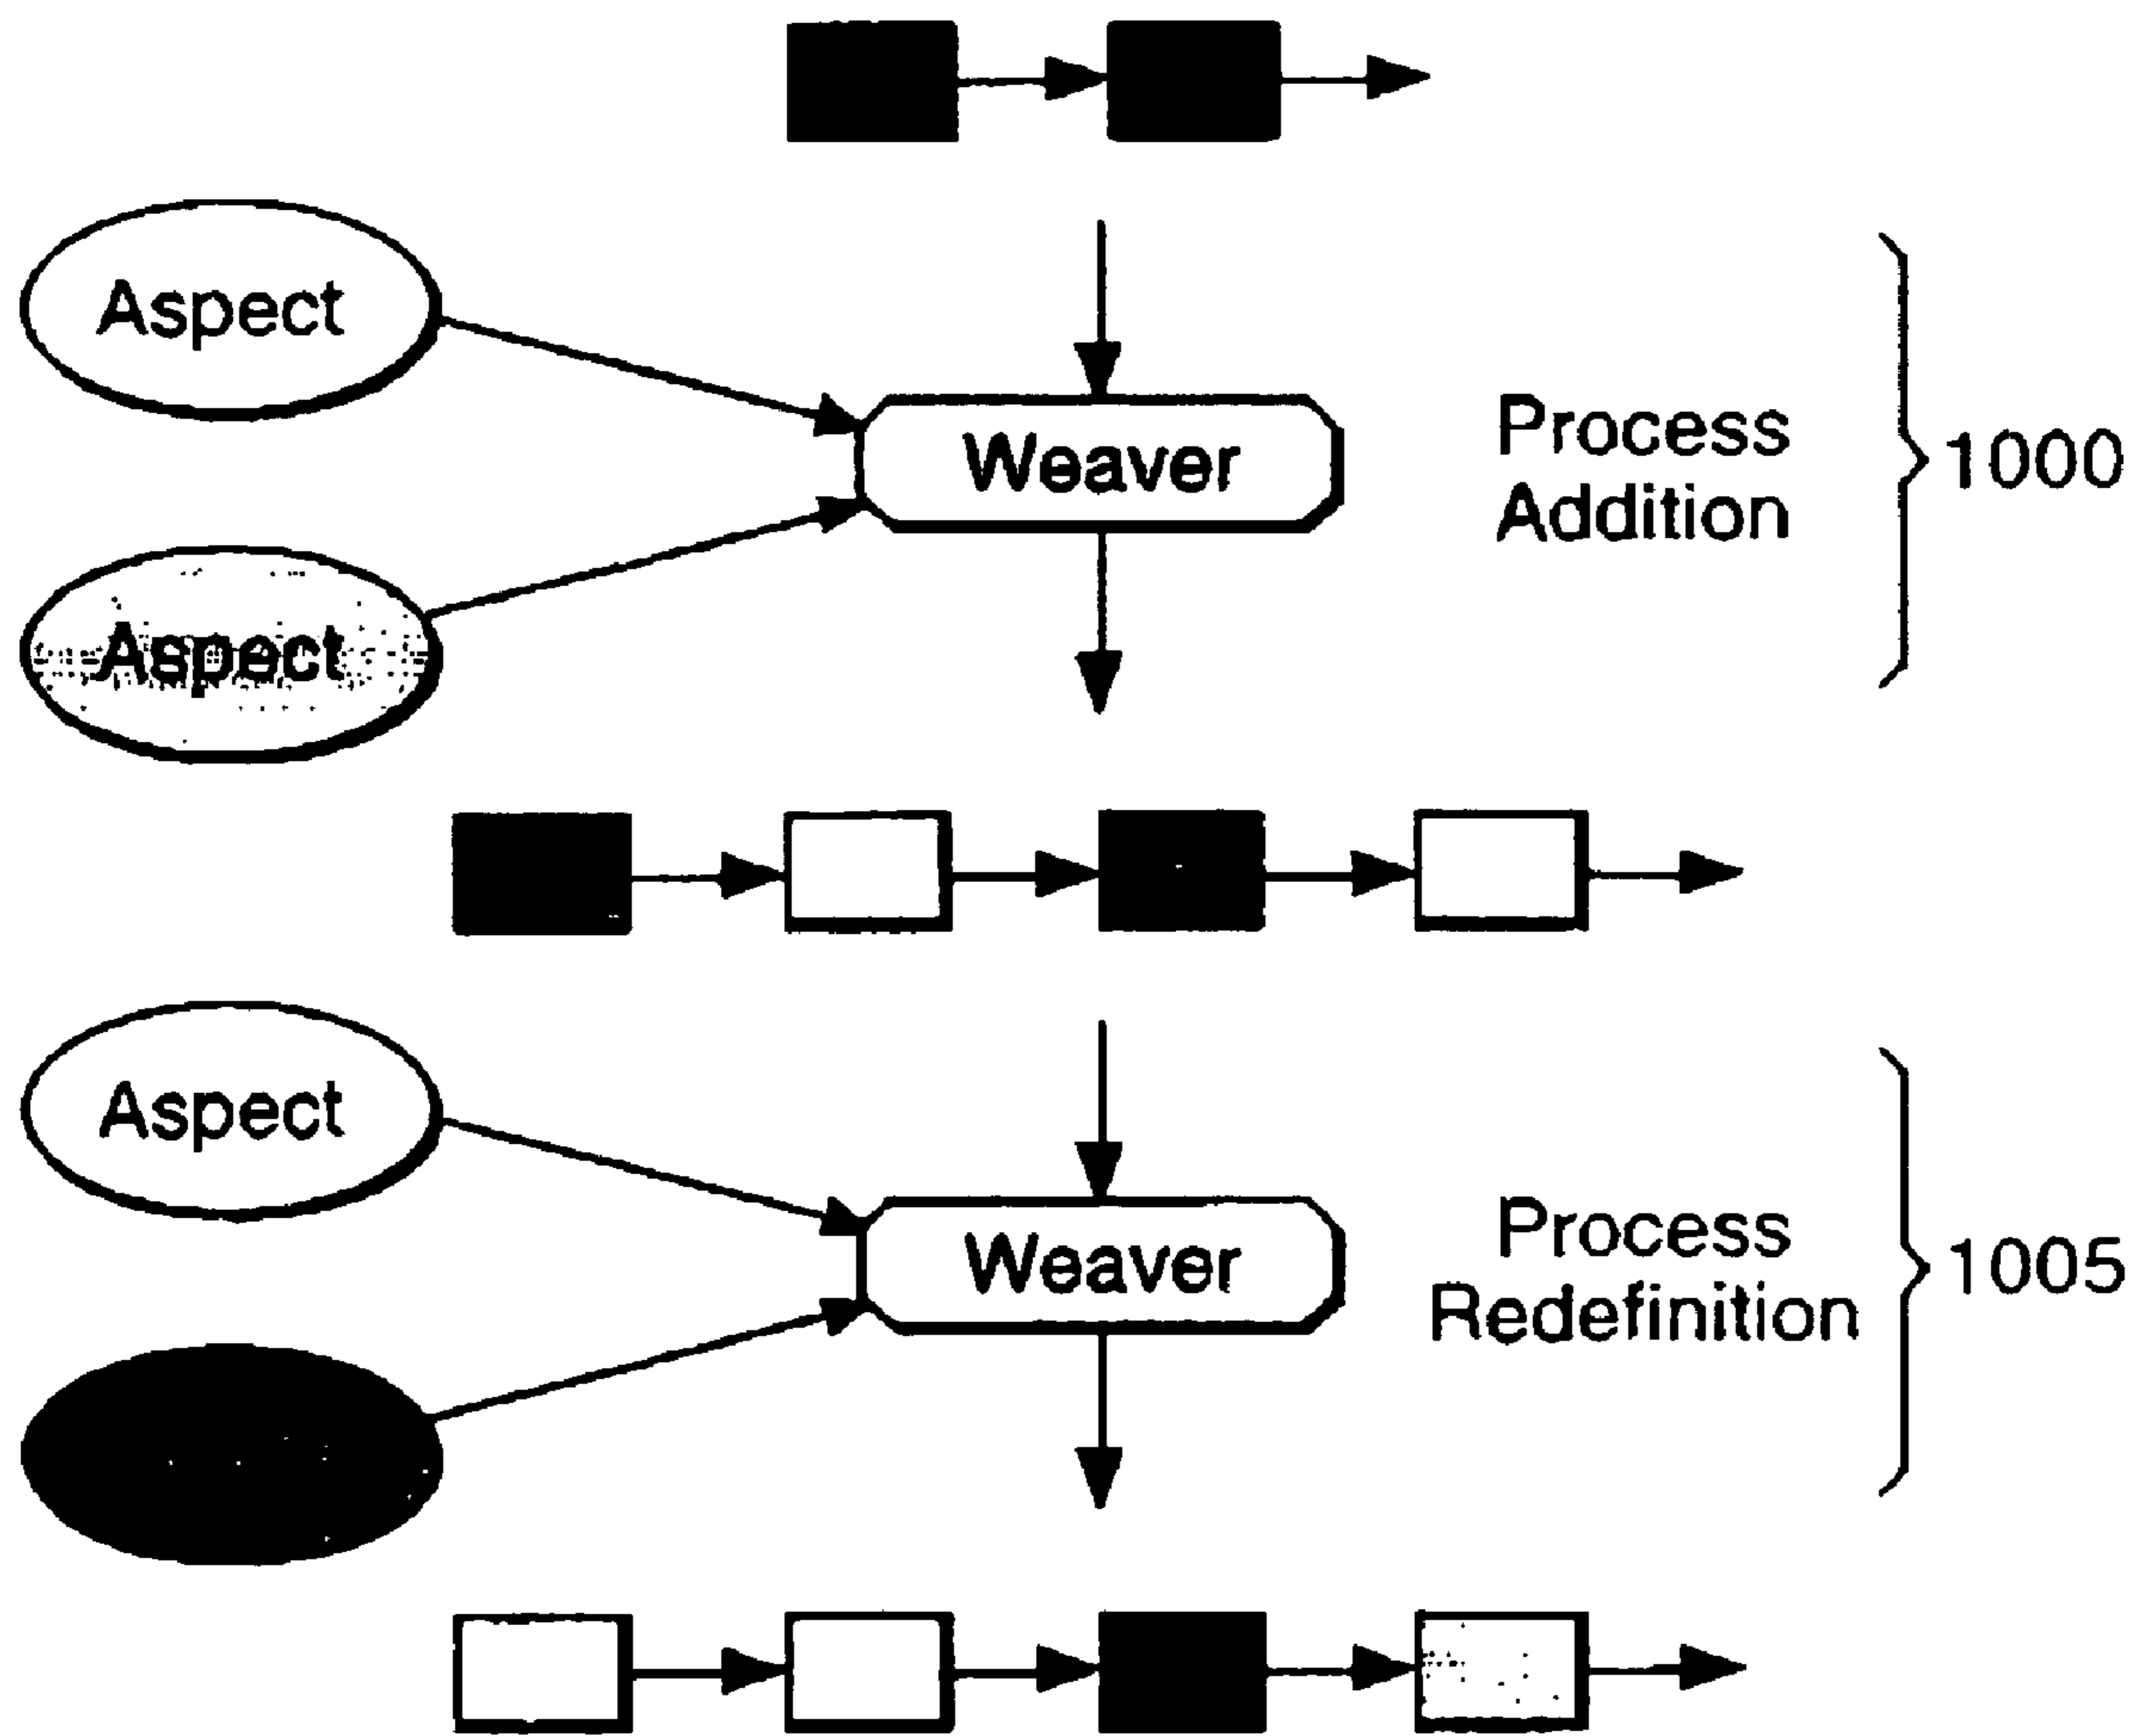 Aspect
Weaver
Process
Addition
1000
Aspect
Aspect
Weaver
Process
Redefinition
1005